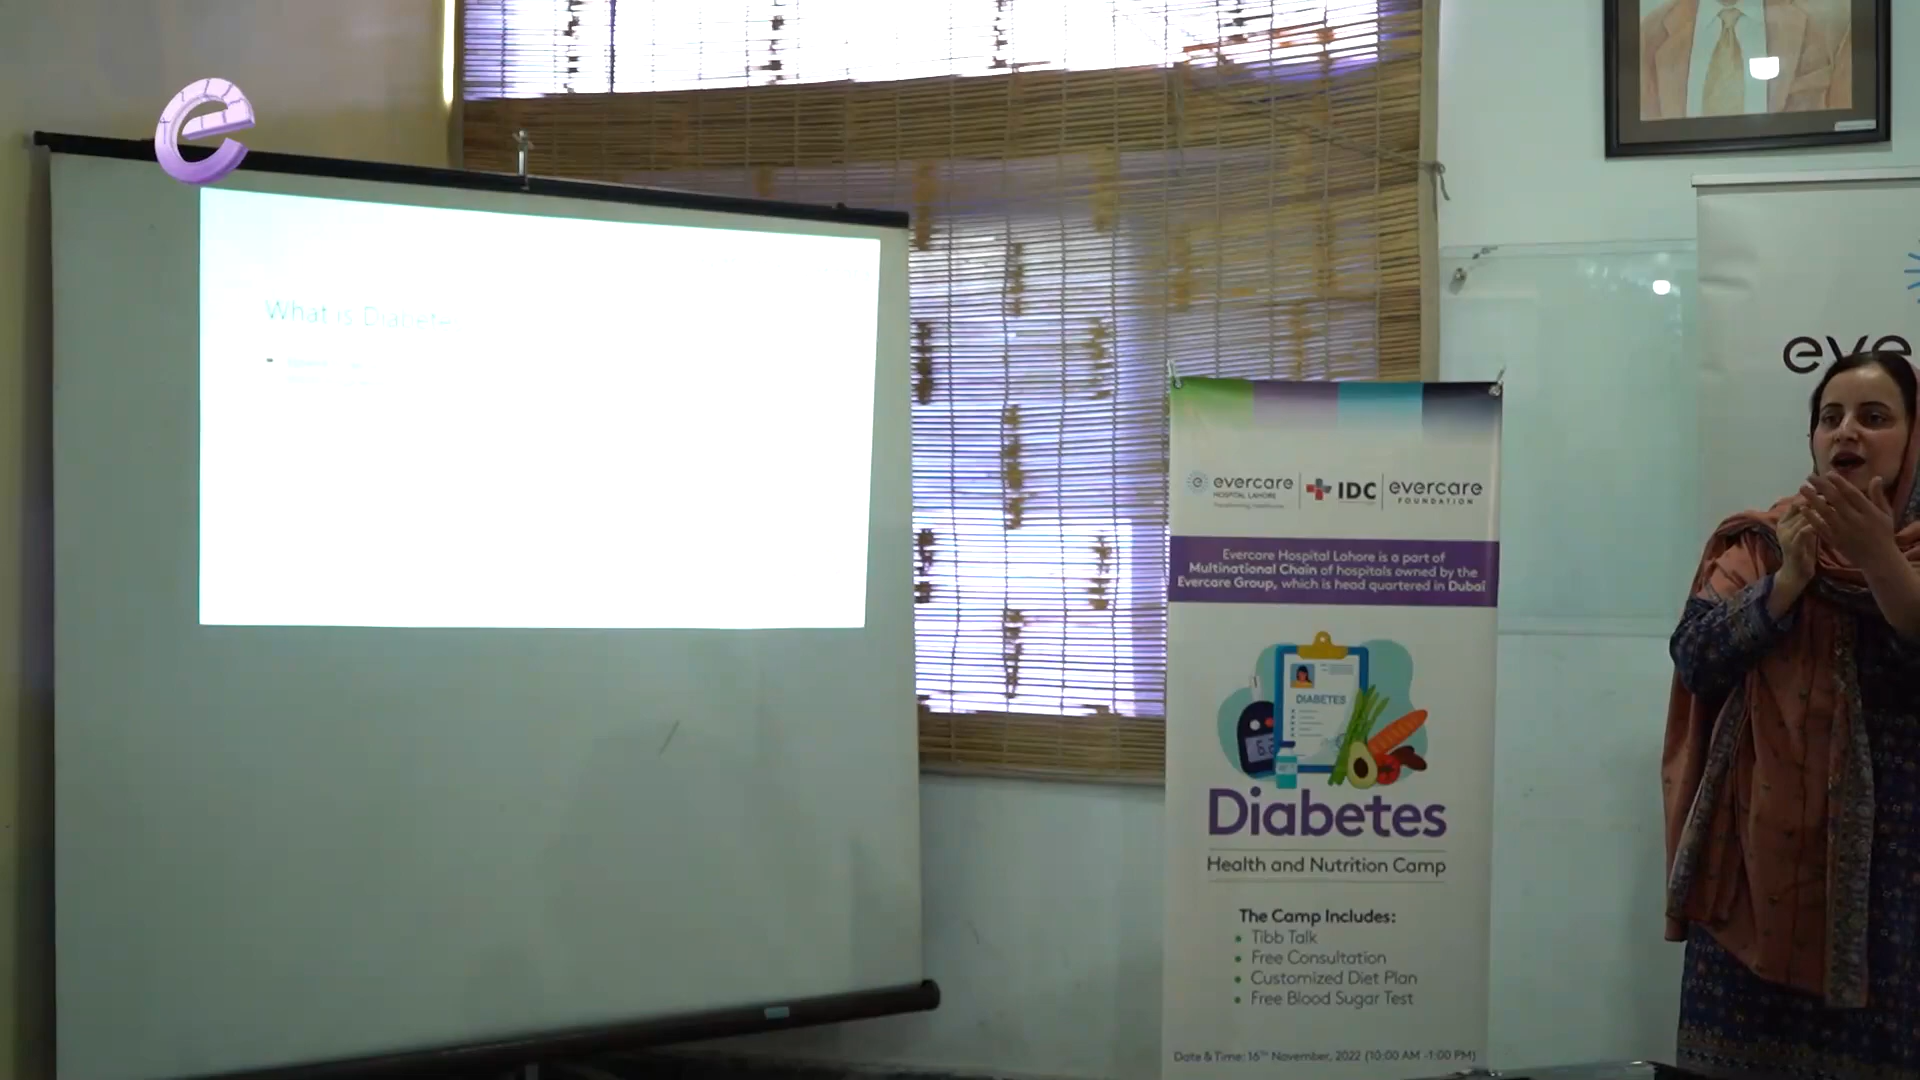 e
What is Diabete
eve
evercare
HOSPITAL LAHORE
IDC
evercare
FOUNDATION
Evercare Hospital Lahore is a part of
Multinational Chain of hospitals owned by the
Evercare Group, which is head quartered in Dubai
DIABETES
Diabetes
Health and Nutrition Camp
The Camp Includes:
• Tibb Talk
• Free Consultation
• Customized Diet Plan
• Free Blood Sugar Test
Date & Time: 16TH November, 2022 (10:00 AM -1:00 PM)